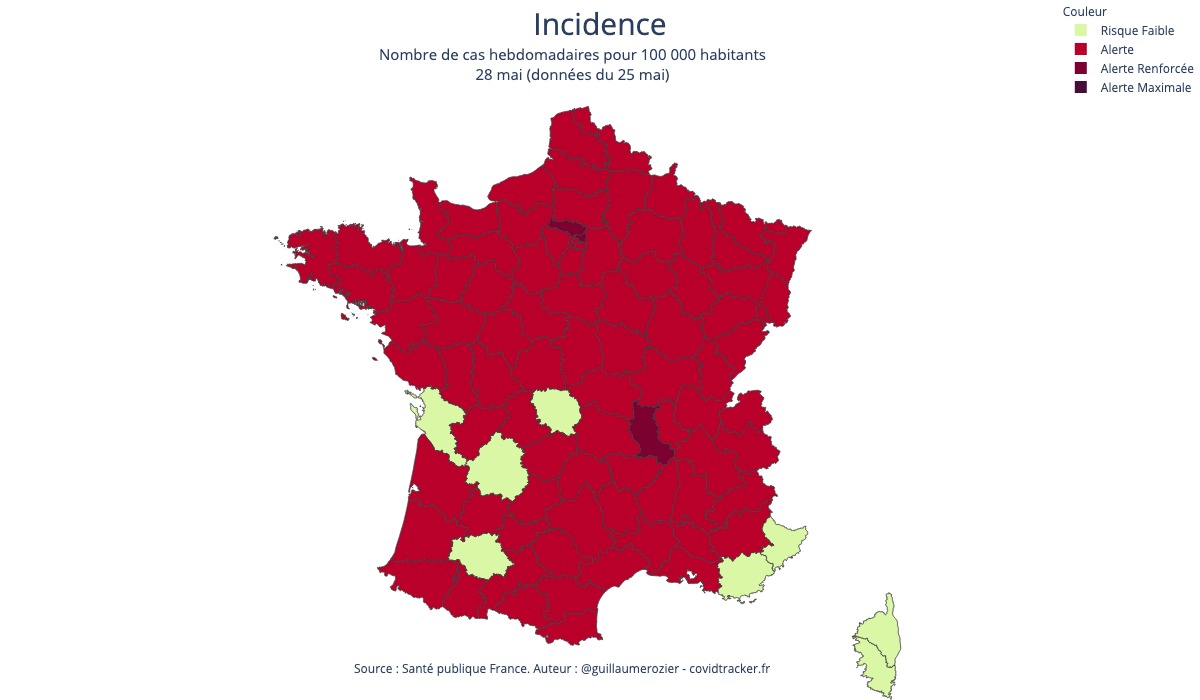 Incidence
Nombre de cas hebdomadaires pour 100 000 habitants
28 mai (données du 25 mai)
Couleur
Risque Faible
Alerte
Alerte Renforcée
Alerte Maximale
Source : Santé publique France. Auteur : @guillaumerozier - covidtracker.fr